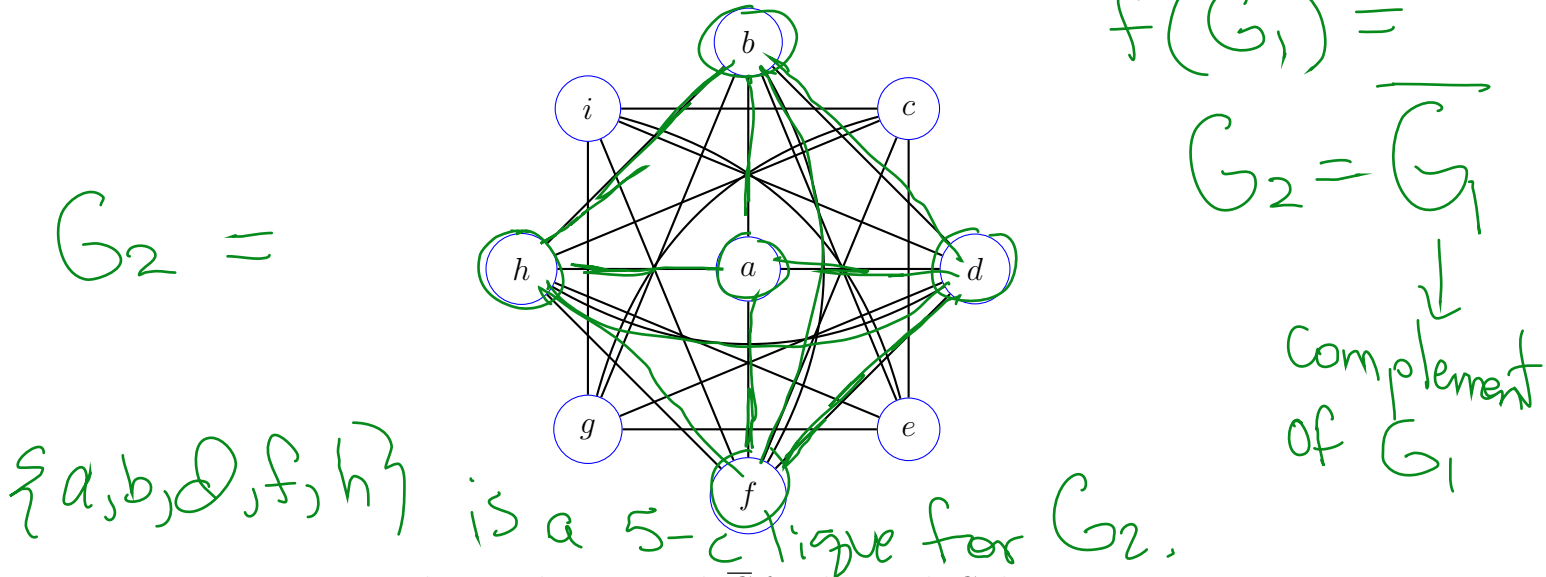 f(G₁) =
G₂ = G̅₁
complement
of G₁
G₂ =
b
i
c
h
a
d
g
e
f
{a,b,d,f,h} is a 5-clique for G₂.